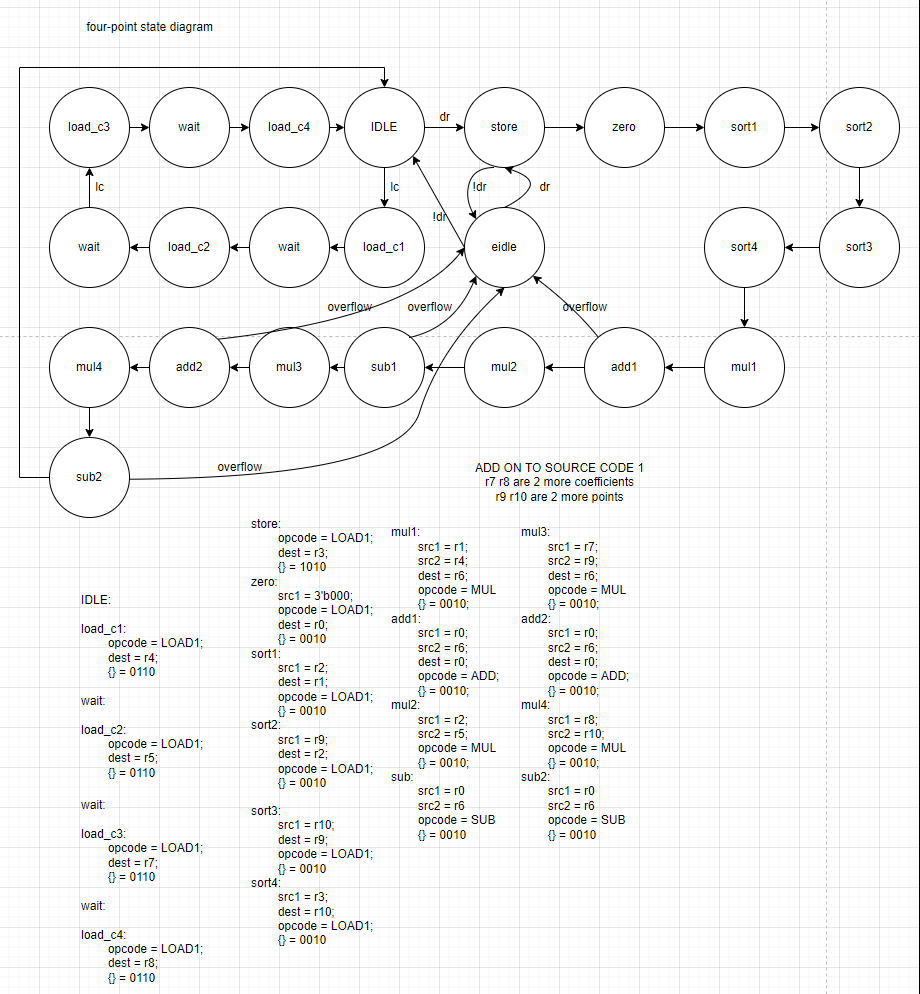 four-point state diagram
load_c3
wait
load_c4
IDLE
dr
store
zero
sort1
sort2
lc
lc
!dr
dr
!dr
wait
load_c2
wait
load_c1
eidle
sort4
sort3
overflow
overflow
overflow
mul4
add2
mul3
sub1
mul2
add1
mul1
sub2
overflow
ADD ON TO SOURCE CODE 1
r7 r8 are 2 more coefficients
r9 r10 are 2 more points
IDLE:
load_c1:
opcode = LOAD1;
dest = r4;
{} = 0110
wait:
load_c2:
opcode = LOAD1;
dest = r5;
{} = 0110
wait:
load_c3:
opcode = LOAD1;
dest = r7;
{} = 0110
wait:
load_c4:
opcode = LOAD1;
dest = r8;
{} = 0110
store:
opcode = LOAD1;
dest = r3;
{} = 1010
zero:
src1 = 3'b000;
opcode = LOAD1;
dest = r0;
{} = 0010
sort1:
src1 = r2;
dest = r1;
opcode = LOAD1;
{} = 0010
sort2:
src1 = r9;
dest = r2;
opcode = LOAD1;
{} = 0010
sort3:
src1 = r10;
dest = r9;
opcode = LOAD1;
{} = 0010
sort4:
src1 = r3;
dest = r10;
opcode = LOAD1;
{} = 0010
mul1:
src1 = r1;
src2 = r4;
dest = r6;
opcode = MUL
{} = 0010;
add1:
src1 = r0;
src2 = r6;
dest = r0;
opcode = ADD;
{} = 0010;
mul2:
src1 = r2;
src2 = r5;
opcode = MUL
{} = 0010;
sub:
src1 = r0
src2 = r6
opcode = SUB
{} = 0010
mul3:
src1 = r7;
src2 = r9;
dest = r6;
opcode = MUL
{} = 0010;
add2:
src1 = r0;
src2 = r6;
dest = r0;
opcode = ADD;
{} = 0010;
mul4:
src1 = r8;
src2 = r10;
opcode = MUL
{} = 0010;
sub2:
src1 = r0
src2 = r6
opcode = SUB
{} = 0010